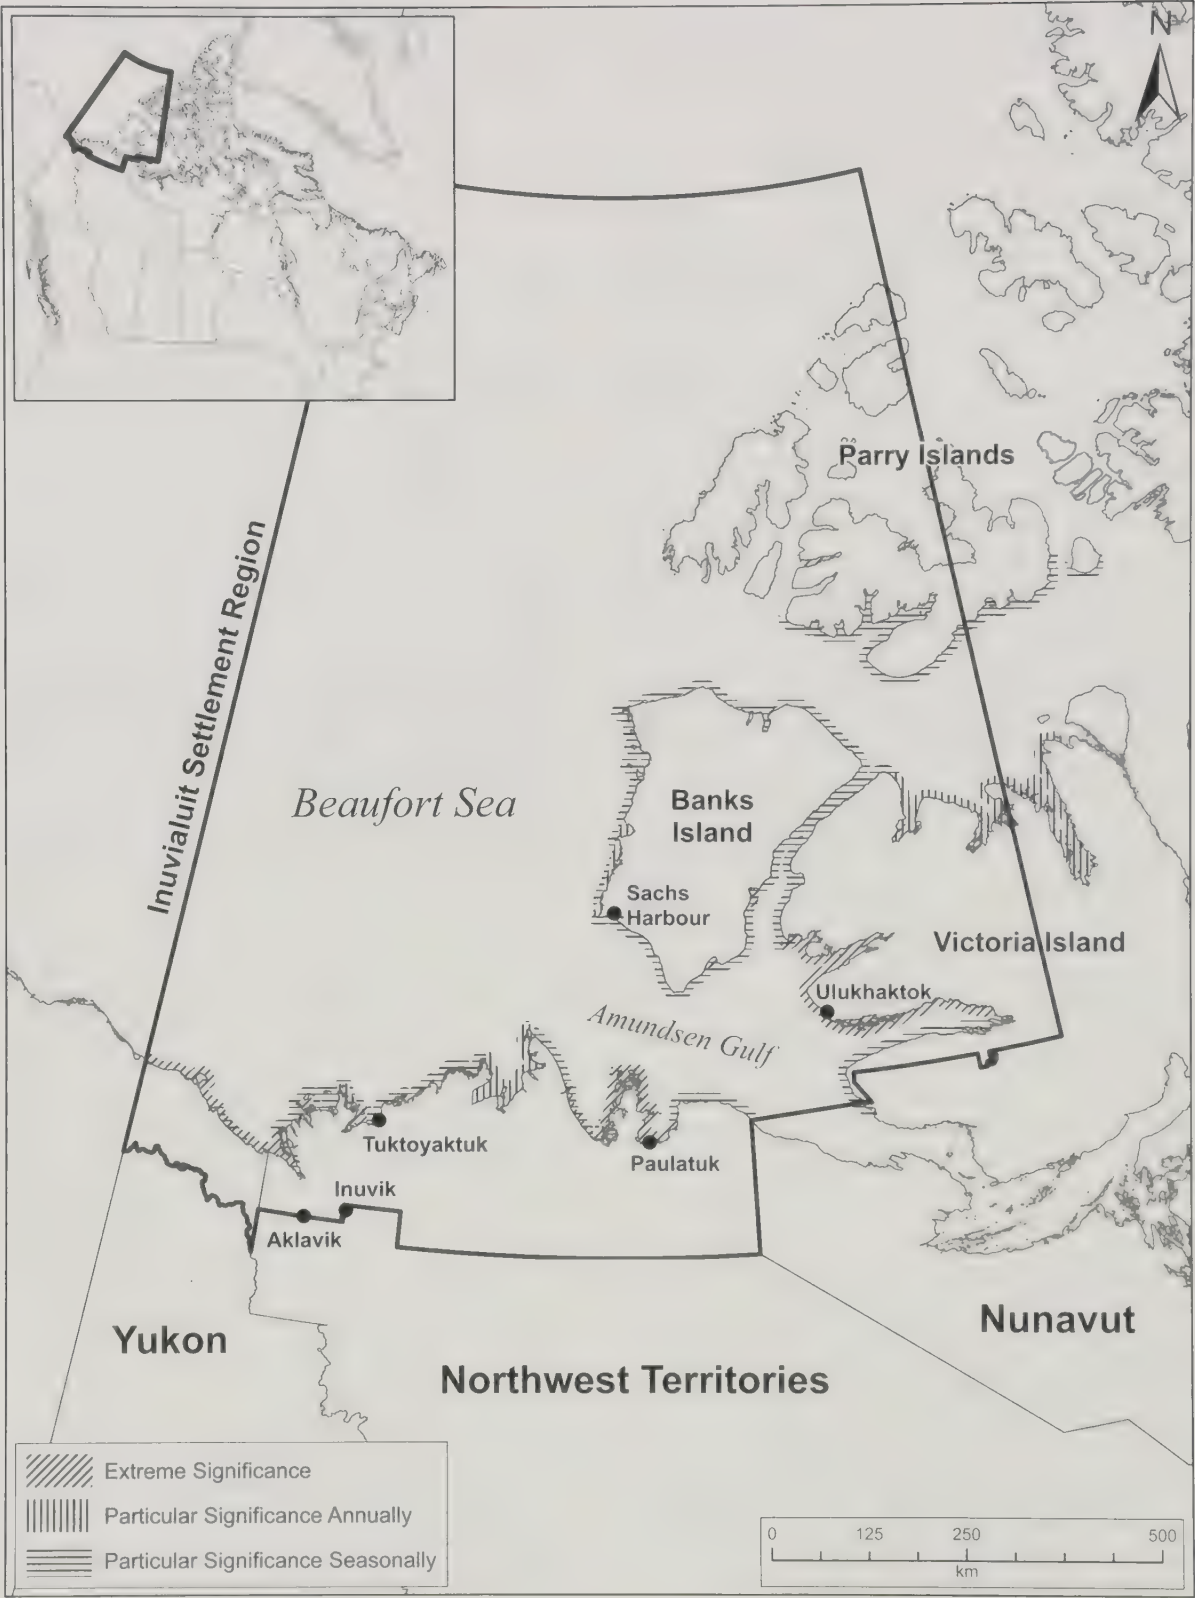 N
Parry Islands
Inuvialuit Settlement Region
Beaufort Sea
Banks
Island
Sachs
Harbour
Victoria Island
Ulukhaktok
Amundsen Gulf
Tuktoyaktuk
Paulatuk
Inuvik
Aklavik
Yukon
Nunavut
Northwest Territories
Extreme Significance
Particular Significance Annually
Particular Significance Seasonally
0 125 250 500
km